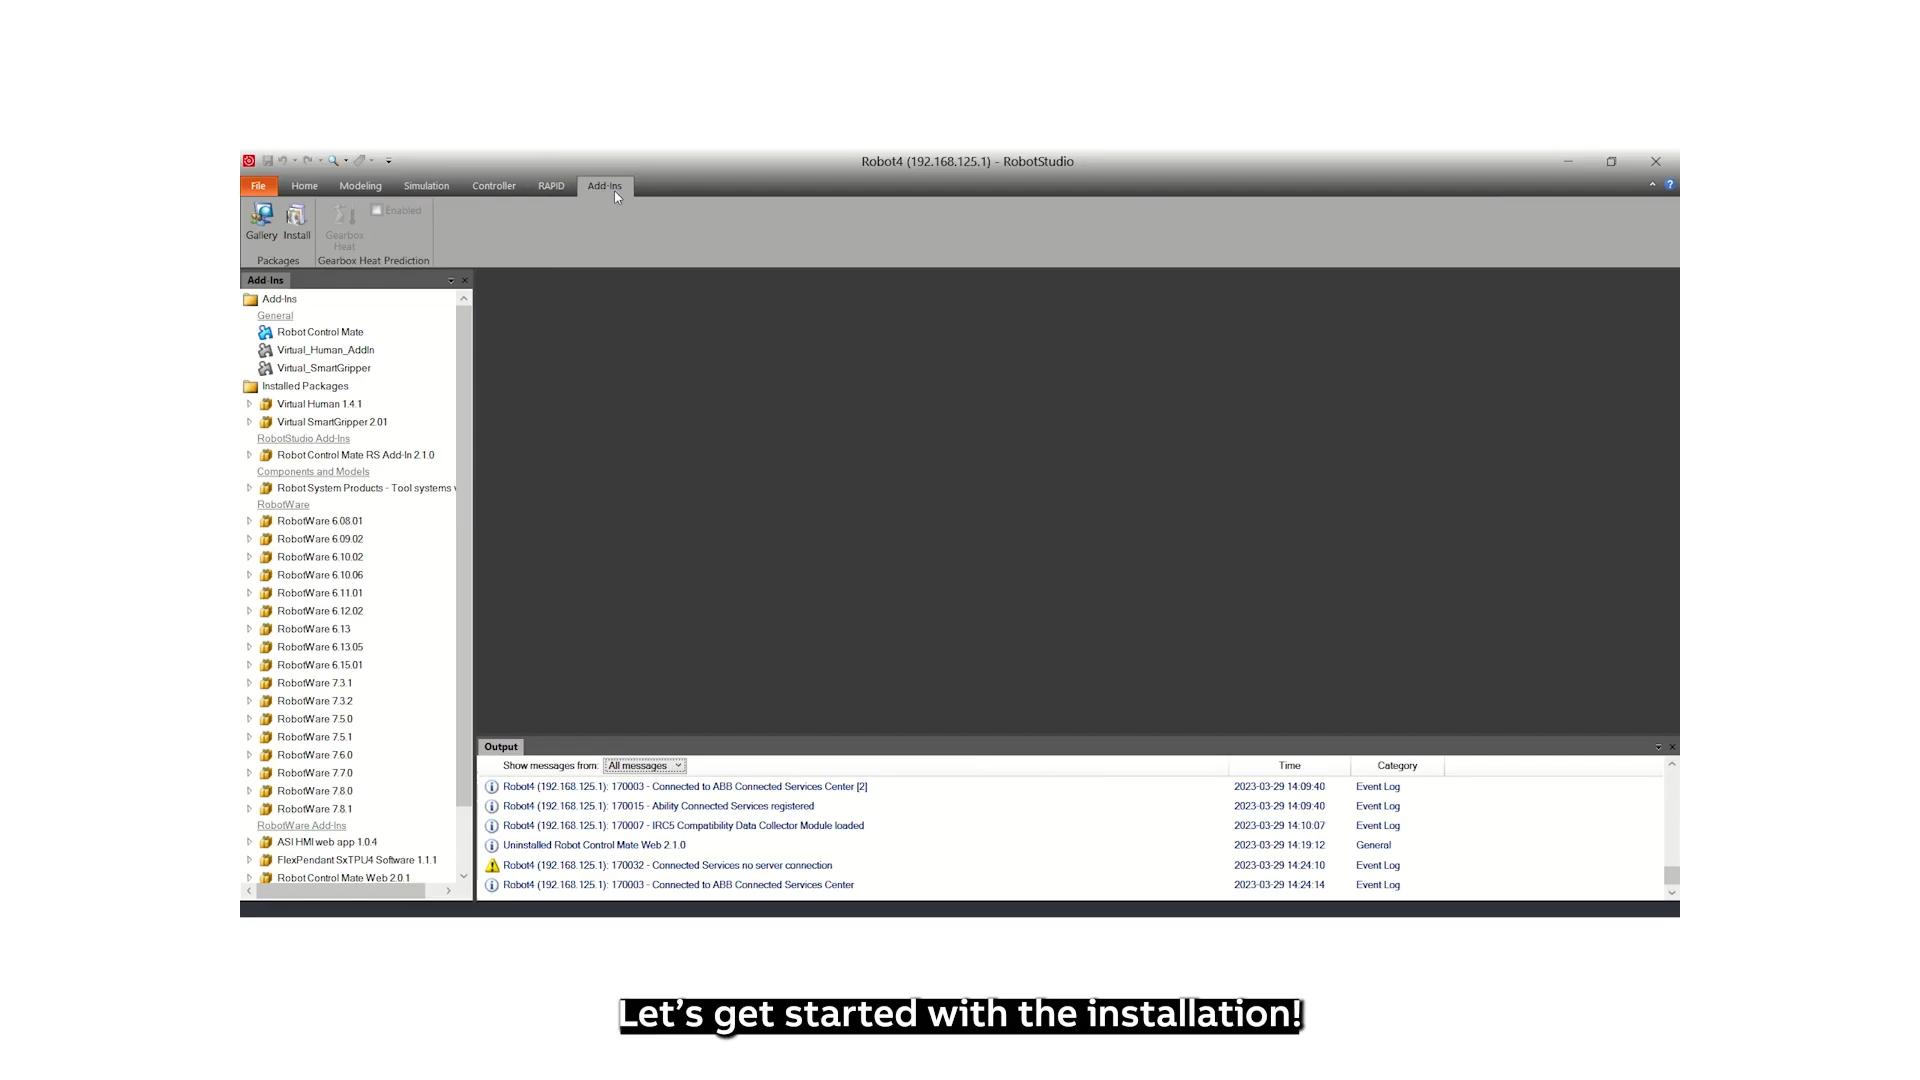 Robot4 (192.168.125.1) - RobotStudio
File Home Modeling Simulation Controller RAPID Add-Ins
Gallery Install Gearbox Heat Enabled
Packages Gearbox Heat Prediction
Add-Ins
Add-Ins
General
Robot Control Mate
Virtual_Human_AddIn
Virtual_SmartGripper
Installed Packages
Virtual Human 1.4.1
Virtual SmartGripper 2.01
RobotStudio Add-Ins
Robot Control Mate RS Add-In 2.1.0
Components and Models
Robot System Products - Tool systems
RobotWare
RobotWare 6.08.01
RobotWare 6.09.02
RobotWare 6.10.02
RobotWare 6.10.06
RobotWare 6.11.01
RobotWare 6.12.02
RobotWare 6.13
RobotWare 6.13.05
RobotWare 6.15.01
RobotWare 7.3.1
RobotWare 7.3.2
RobotWare 7.5.0
RobotWare 7.5.1
RobotWare 7.6.0
RobotWare 7.7.0
RobotWare 7.8.0
RobotWare 7.8.1
RobotWare Add-Ins
ASI HMI web app 1.0.4
FlexPendant SxTPU4 Software 1.1.1
Robot Control Mate Web 2.0.1
Output
Show messages from: All messages Time Category
Robot4 (192.168.125.1): 170003 - Connected to ABB Connected Services Center [2] 2023-03-29 14:09:40 Event Log
Robot4 (192.168.125.1): 170015 - Ability Connected Services registered 2023-03-29 14:09:40 Event Log
Robot4 (192.168.125.1): 170007 - IRC5 Compatibility Data Collector Module loaded 2023-03-29 14:10:07 Event Log
Uninstalled Robot Control Mate Web 2.1.0 2023-03-29 14:19:12 General
Robot4 (192.168.125.1): 170032 - Connected Services no server connection 2023-03-29 14:24:10 Event Log
Robot4 (192.168.125.1): 170003 - Connected to ABB Connected Services Center 2023-03-29 14:24:14 Event Log
Let's get started with the installation!